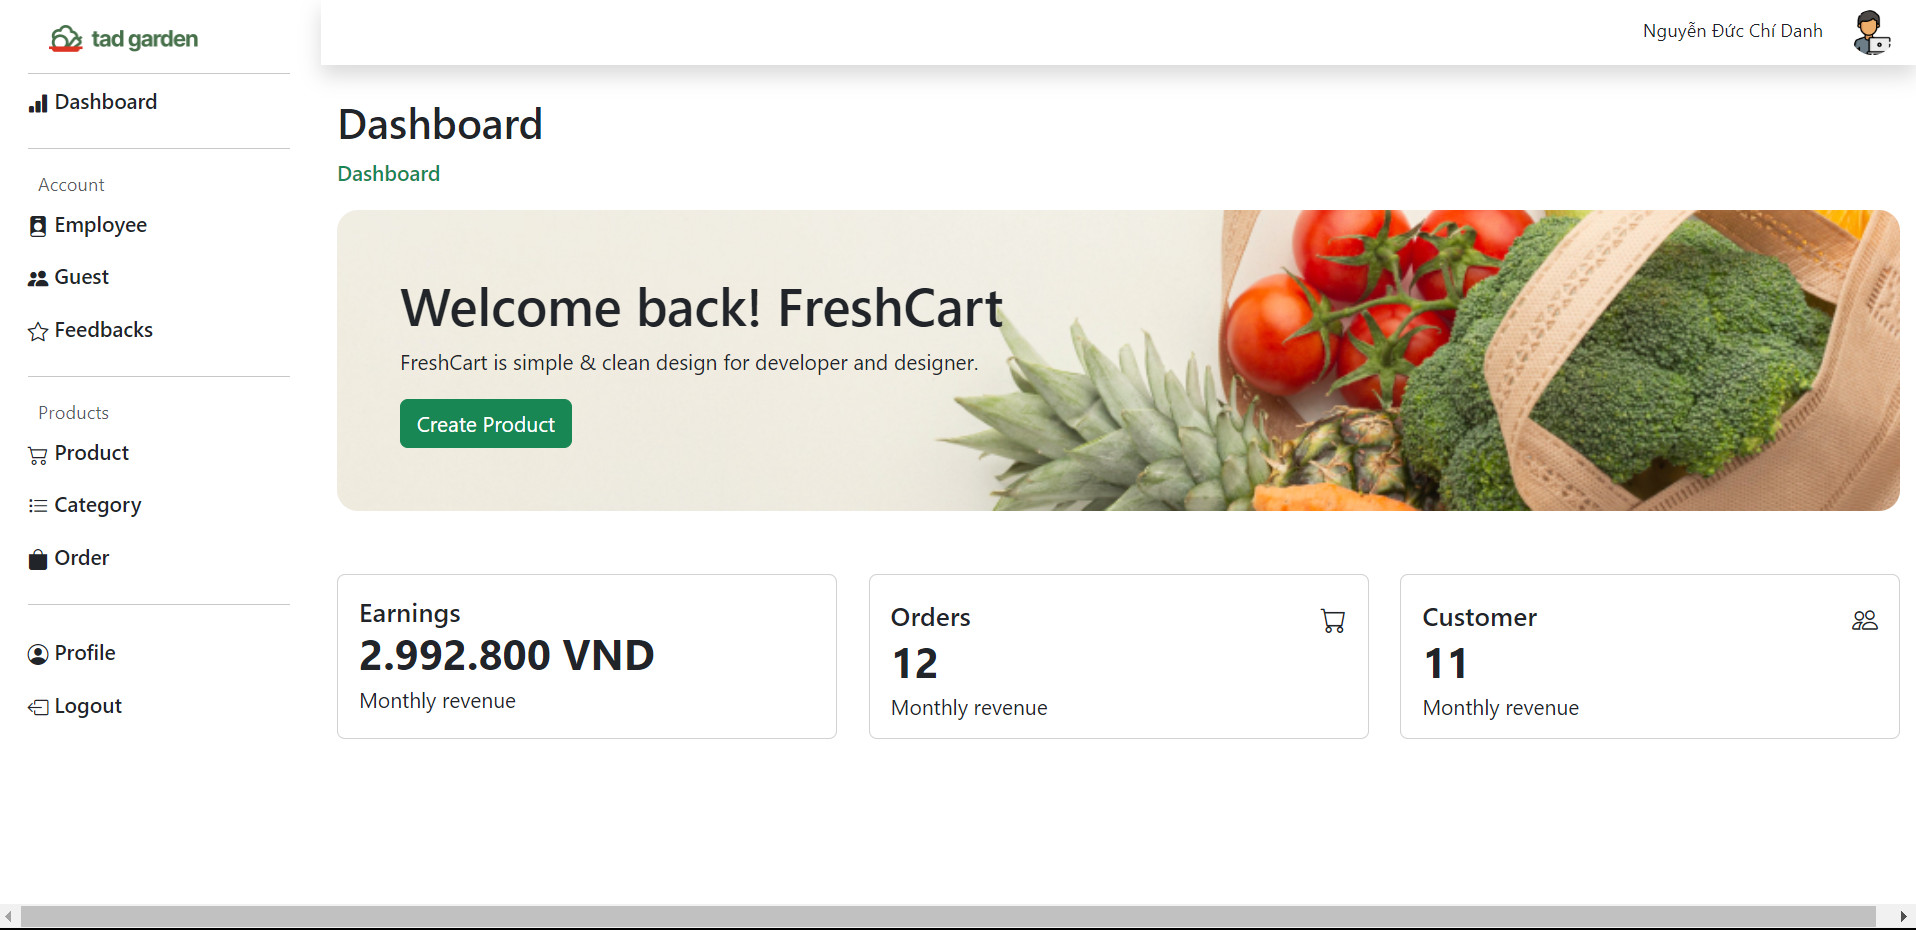 tad garden
Dashboard
Account
Employee
Guest
Feedbacks
Products
Product
Category
Order
Profile
Logout
Nguyễn Đức Chí Danh
Dashboard
Dashboard
Welcome back! FreshCart
FreshCart is simple & clean design for developer and designer.
Create Product
Earnings
2.992.800 VND
Monthly revenue
Orders
12
Monthly revenue
Customer
11
Monthly revenue